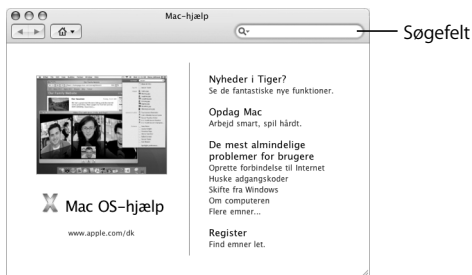 Mac-hjælp
Søgefelt
Nyheder i Tiger?
Se de fantastiske nye funktioner.
Opdag Mac
Arbejd smart, spil hårdt.
De mest almindelige
problemer for brugere
Oprette forbindelse til Internet
Huske adgangskoder
Skifte fra Windows
Om computeren
Flere emner...
Register
Find emner let.
Mac OS-hjælp
www.apple.com/dk